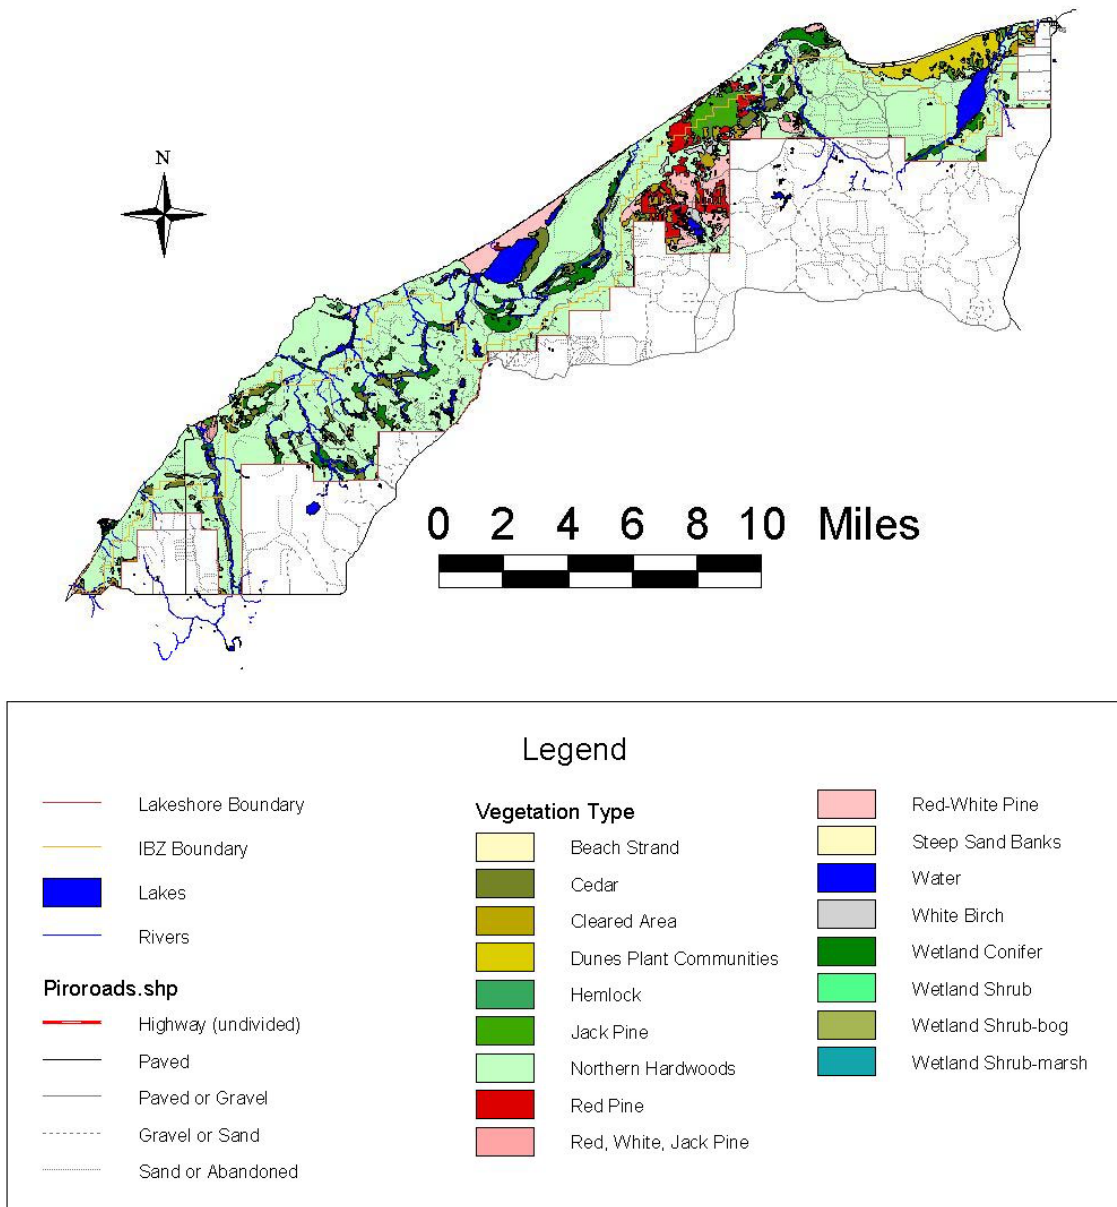 N
0 2 4 6 8 10 Miles
Legend
Lakeshore Boundary
IBZ Boundary
Lakes
Rivers
Piroroads.shp
Highway (undivided)
Paved
Paved or Gravel
Gravel or Sand
Sand or Abandoned
Vegetation Type
Beach Strand
Cedar
Cleared Area
Dunes Plant Communities
Hemlock
Jack Pine
Northern Hardwoods
Red Pine
Red, White, Jack Pine
Red-White Pine
Steep Sand Banks
Water
White Birch
Wetland Conifer
Wetland Shrub
Wetland Shrub-bog
Wetland Shrub-marsh